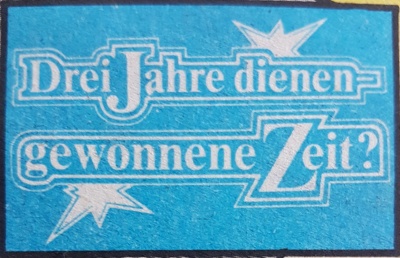 Drei Jahre dienen-
gewonnene Zeit?